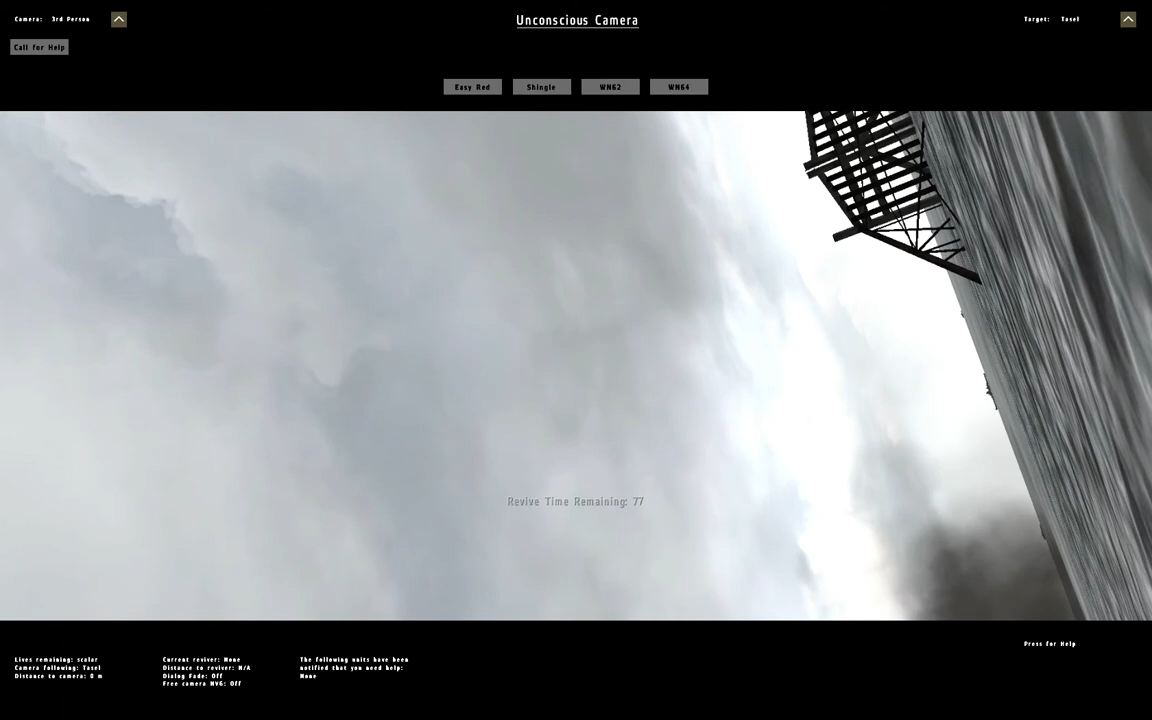 Camera: 3rd Person
Unconscious Camera
Target: Tasel
Call for Help
Easy Red
Shingle
WN62
WN64
Revive Time Remaining: 77
Press for Help
Lives remaining: scalar
Camera following: Tasel
Distance to camera: 0 m
Current reviver: None
Distance to reviver: N/A
Dialog Fade: Off
Free camera NVG: Off
The following units have been
notified that you need help:
None